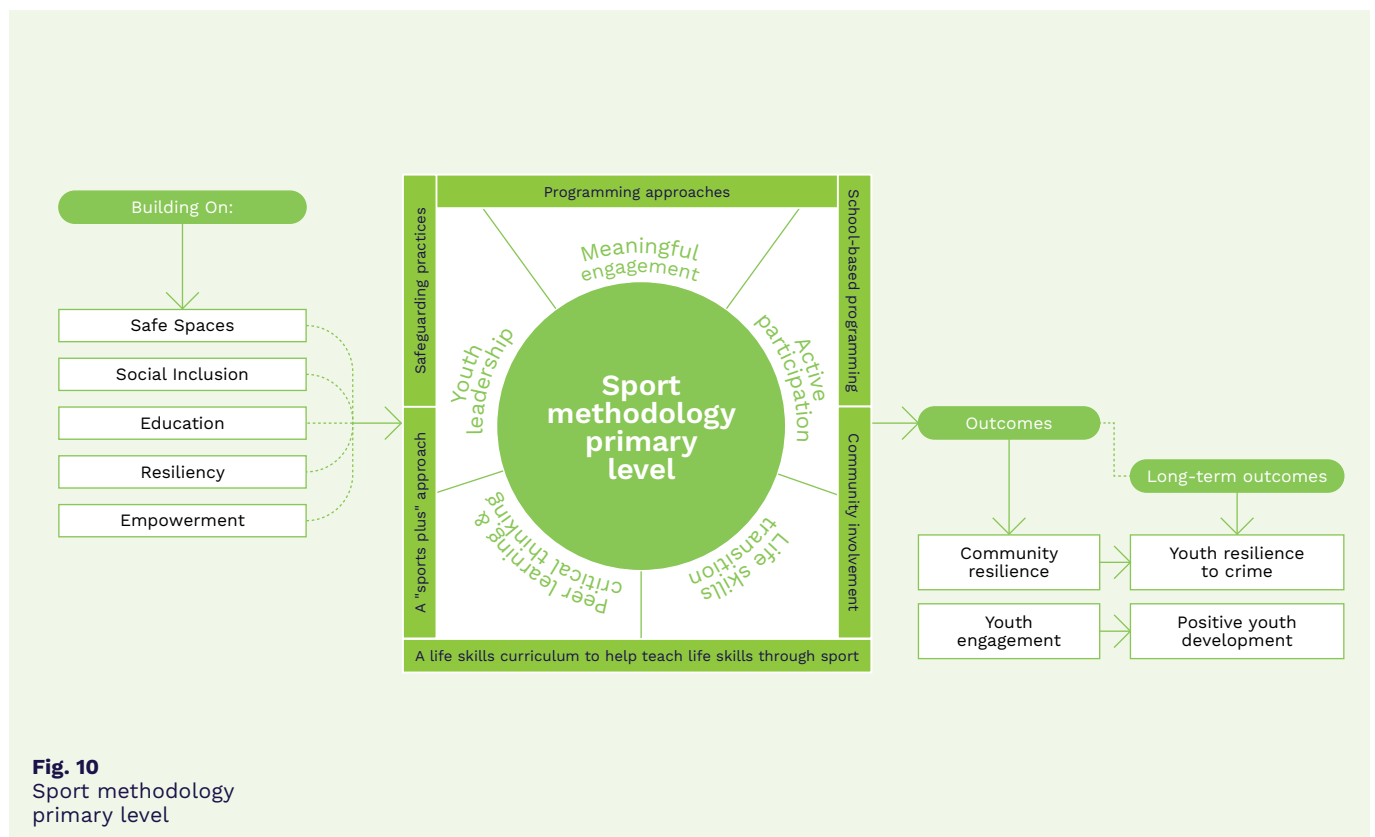 Building On:
Safe Spaces
Social Inclusion
Education
Resiliency
Empowerment
Programming approaches
Safeguarding practices
A "sports plus" approach
School-based programming
Community involvement
A life skills curriculum to help teach life skills through sport
Meaningful
engagement
Active
participation
Life skills
transition
Peer learning &
critical thinking
Youth
leadership
Sport
methodology
primary
level
Outcomes
Long-term outcomes
Community
resilience
Youth resilience
to crime
Youth
engagement
Positive youth
development
Fig. 10
Sport methodology
primary level